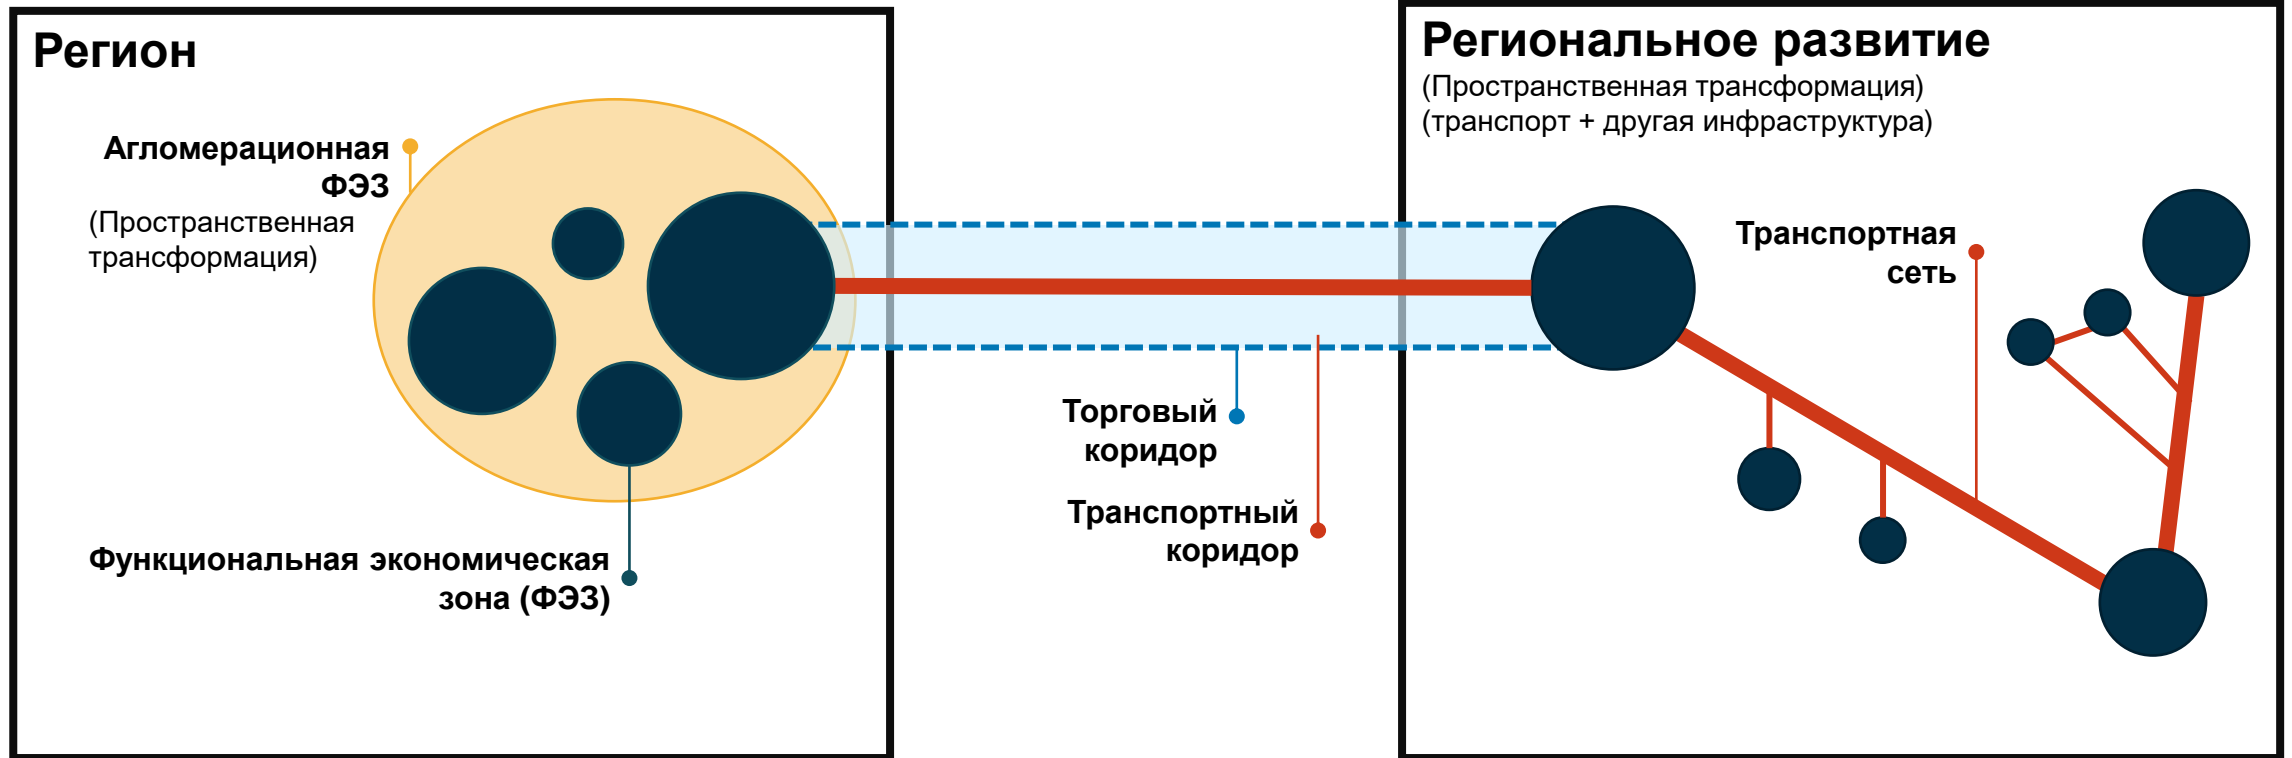 Регион
Агломерационная
ФЭЗ
(Пространственная
трансформация)
Функциональная экономическая
зона (ФЭЗ)
Торговый
коридор
Транспортный
коридор
Региональное развитие
(Пространственная трансформация)
(транспорт + другая инфраструктура)
Транспортная
сеть